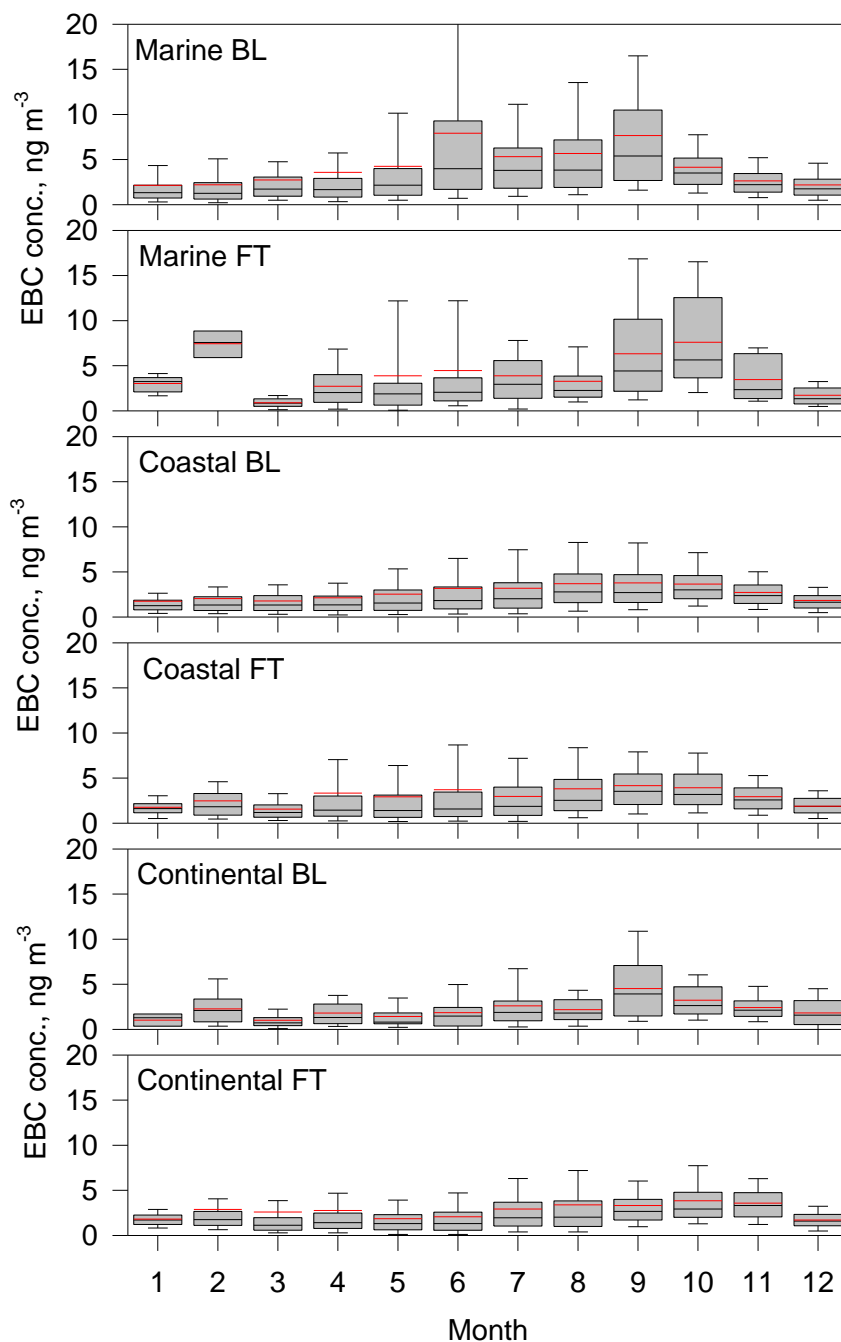 20
Marine BL
15
10
5
0
20
Marine FT
15
10
5
0
EBC conc., ng m⁻³
20
Coastal BL
15
10
5
0
20
Coastal FT
15
10
5
0
EBC conc., ng m⁻³
20
Continental BL
15
10
5
0
20
Continental FT
15
10
5
0
EBC conc., ng m⁻³
1 2 3 4 5 6 7 8 9 10 11 12
Month